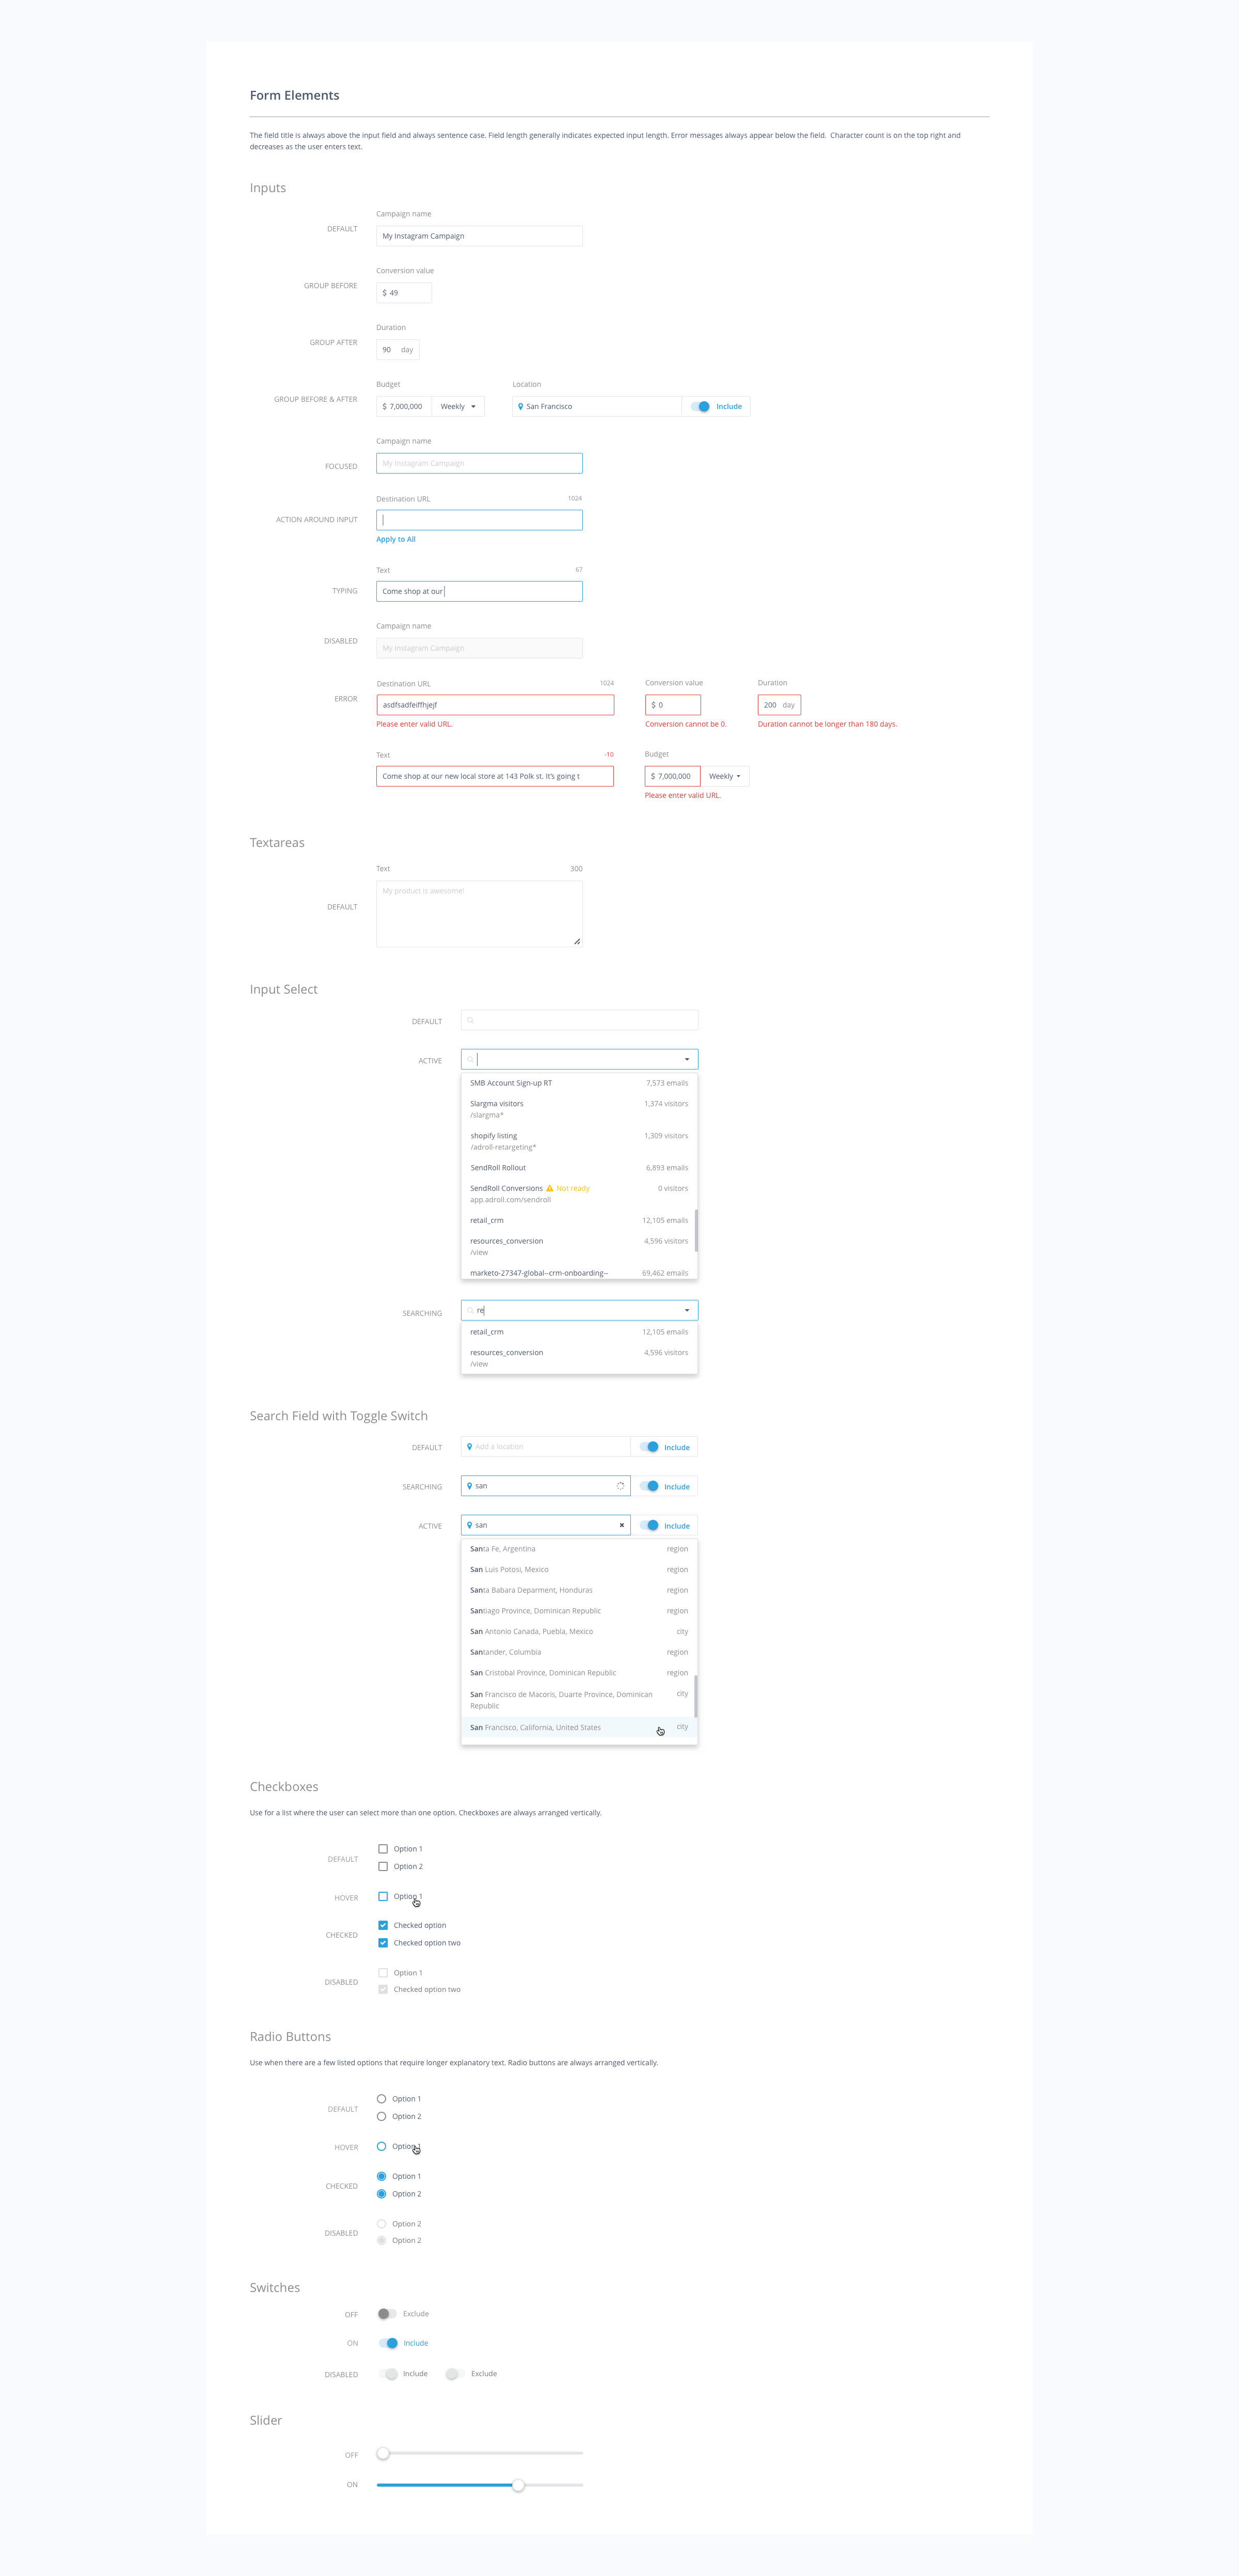 Form Elements
The field title is always above the input field and always sentence case. Field length generally indicates expected input length. Error messages always appear below the field.  Character count is on the top right and
decreases as the user enters text.
Inputs
Campaign name
DEFAULT
My Instagram Campaign
Conversion value
GROUP BEFORE
$ 49
Duration
GROUP AFTER
90 day
Budget Location
GROUP BEFORE & AFTER
$ 7,000,000 Weekly San Francisco Include
Campaign name
FOCUSED
My Instagram Campaign
Destination URL 1024
ACTION AROUND INPUT
Apply to All
Text 67
TYPING
Come shop at our
Campaign name
DISABLED
My Instagram Campaign
Destination URL 1024 Conversion value Duration
ERROR
asdfsadfeiffhjejf $ 0 200 day
Please enter valid URL. Conversion cannot be 0. Duration cannot be longer than 180 days.
Text -10 Budget
Come shop at our new local store at 143 Polk st. It's going t $ 7,000,000 Weekly
Please enter valid URL.
Textareas
Text 300
My product is awesome!
DEFAULT
Input Select
DEFAULT
ACTIVE
SMB Account Sign-up RT 7,573 emails
Slargma visitors 1,374 visitors
/slargma*
shopify listing 1,309 visitors
/adroll-retargeting*
SendRoll Rollout 6,893 emails
SendRoll Conversions Not ready 0 visitors
app.adroll.com/sendroll
retail_crm 12,105 emails
resources_conversion 4,596 visitors
/view
marketo-27347-global--crm-onboarding-- 69,462 emails
SEARCHING re
retail_crm 12,105 emails
resources_conversion 4,596 visitors
/view
Search Field with Toggle Switch
DEFAULT Add a location Include
SEARCHING san Include
ACTIVE san Include
Santa Fe, Argentina region
San Luis Potosi, Mexico region
Santa Babara Deparment, Honduras region
Santiago Province, Dominican Republic region
San Antonio Canada, Puebla, Mexico city
Santander, Columbia region
San Cristobal Province, Dominican Republic region
San Francisco de Macoris, Duarte Province, Dominican city
Republic
San Francisco, California, United States city
Checkboxes
Use for a list where the user can select more than one option. Checkboxes are always arranged vertically.
DEFAULT
Option 1
Option 2
HOVER
Option 1
CHECKED
Checked option
Checked option two
DISABLED
Option 1
Checked option two
Radio Buttons
Use when there are a few listed options that require longer explanatory text. Radio buttons are always arranged vertically.
DEFAULT
Option 1
Option 2
HOVER
Option
CHECKED
Option 1
Option 2
DISABLED
Option 2
Option 2
Switches
OFF Exclude
ON Include
DISABLED Include Exclude
Slider
OFF
ON